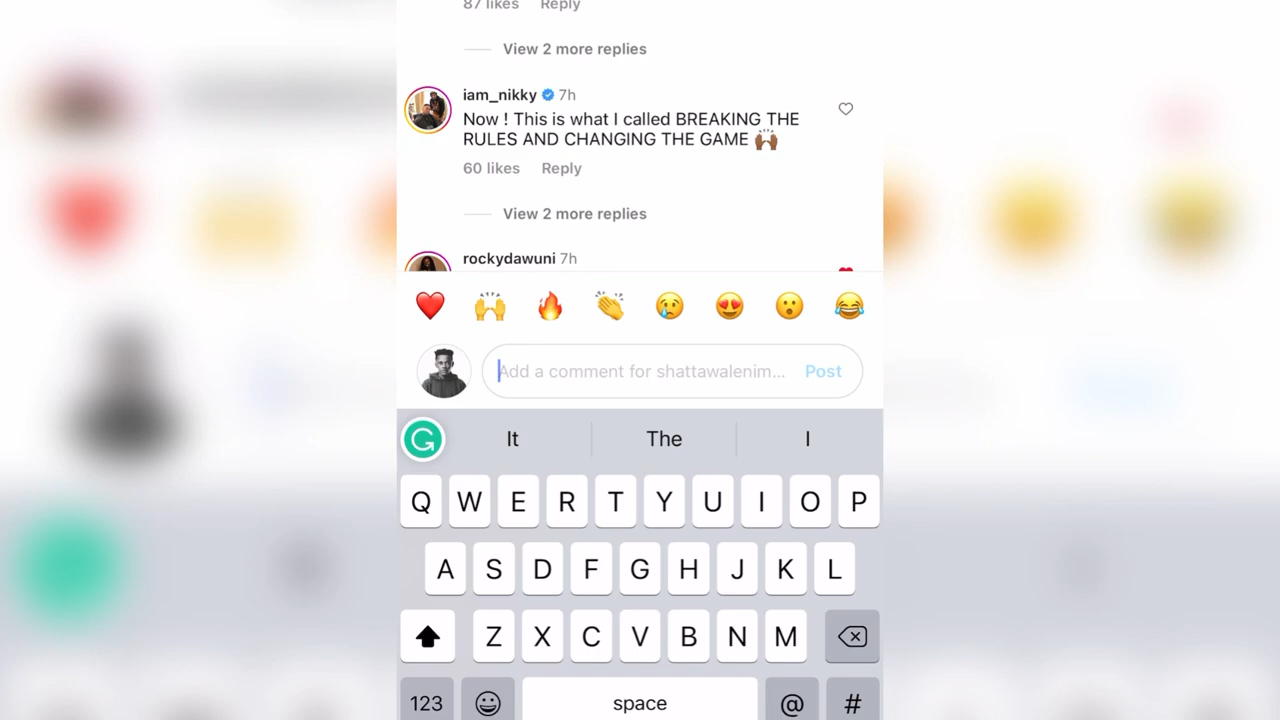 87 likes Reply
View 2 more replies
iam_nikky 7h
Now ! This is what I called BREAKING THE
RULES AND CHANGING THE GAME 🙌🏾
60 likes Reply
View 2 more replies
rockydawuni 7h
Add a comment for shattawalenim... Post
It The I
Q W E R T Y U I O P
A S D F G H J K L
Z X C V B N M
123 space @ #